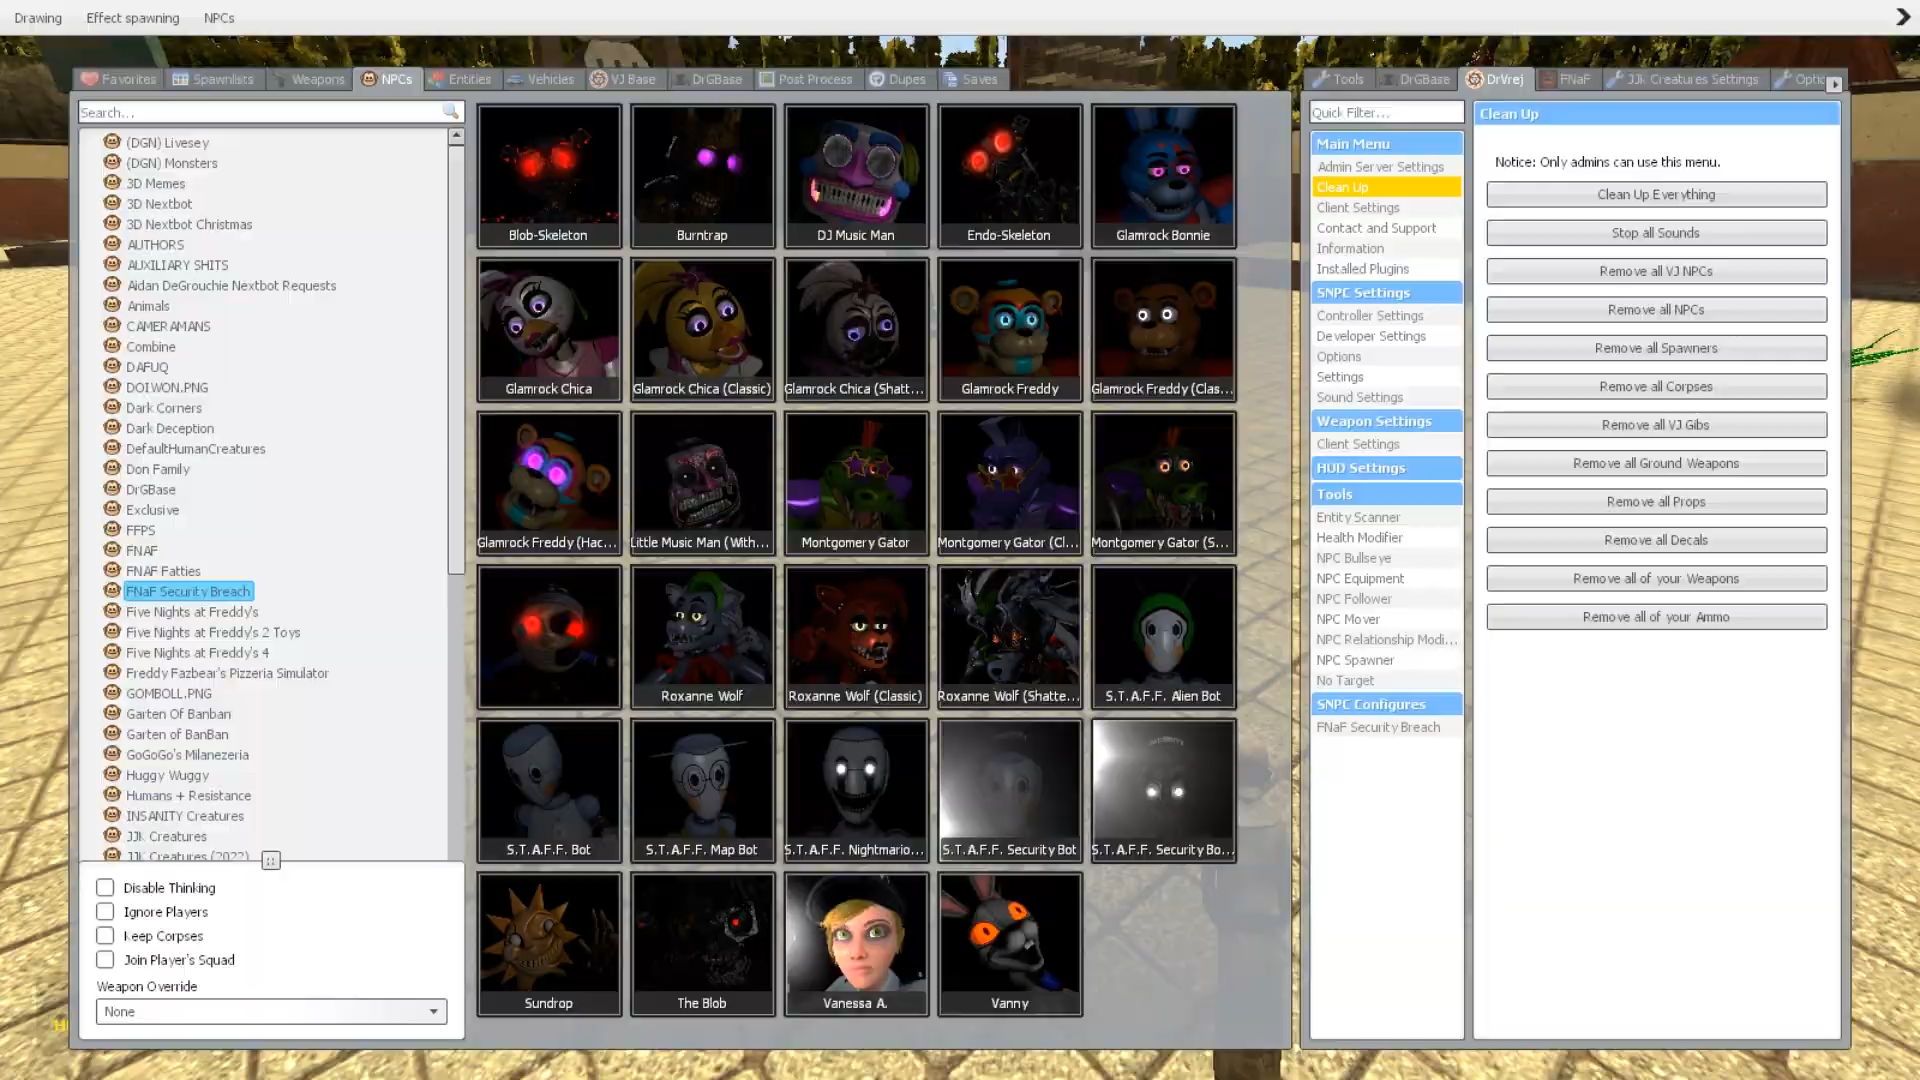 Drawing Effect spawning NPCs
Favorites Spawnlists Weapons NPCs Entities Vehicles VJ Base DrGBase Post Process Dupes Saves
Search...
(DGN) Livesey
(DGN) Monsters
3D Memes
3D Nextbot
3D Nextbot Christmas
AUTHORS
AUXILIARY SHITS
Aidan DeGrouchie Nextbot Requests
Animals
CAMERAMANS
Combine
DAFUQ
DOIWON.PNG
Dark Corners
Dark Deception
DefaultHumanCreatures
Don Family
DrGBase
Exclusive
FFPS
FNAF
FNAF Fatties
FNaF Security Breach
Five Nights at Freddy's
Five Nights at Freddy's 2 Toys
Five Nights at Freddy's 4
Freddy Fazbear's Pizzeria Simulator
GOMBOLL.PNG
Garten Of Banban
Garten of BanBan
GoGoGo's Milanezeria
Huggy Wuggy
Humans + Resistance
INSANITY Creatures
JJK Creatures
JJK Creatures (2022)
Disable Thinking
Ignore Players
Keep Corpses
Join Player's Squad
Weapon Override
None
Blob-Skeleton Burntrap DJ Music Man Endo-Skeleton Glamrock Bonnie
Glamrock Chica Glamrock Chica (Classic) Glamrock Chica (Shatt... Glamrock Freddy Glamrock Freddy (Clas...
Glamrock Freddy (Hac... Little Music Man (With... Montgomery Gator Montgomery Gator (Cl... Montgomery Gator (S...
Roxanne Wolf Roxanne Wolf (Classic) Roxanne Wolf (Shatte... S.T.A.F.F. Alien Bot
S.T.A.F.F. Bot S.T.A.F.F. Map Bot S.T.A.F.F. Nightmario... S.T.A.F.F. Security Bot S.T.A.F.F. Security Bo...
Sundrop The Blob Vanessa A. Vanny
Tools DrGBase DrVrej FNaF JJK Creatures Settings Optic
Quick Filter...
Main Menu
Admin Server Settings
Clean Up
Client Settings
Contact and Support
Information
Installed Plugins
SNPC Settings
Controller Settings
Developer Settings
Options
Settings
Sound Settings
Weapon Settings
Client Settings
HUD Settings
Tools
Entity Scanner
Health Modifier
NPC Bullseye
NPC Equipment
NPC Follower
NPC Mover
NPC Relationship Modi...
NPC Spawner
No Target
SNPC Configures
FNaF Security Breach
Clean Up
Notice: Only admins can use this menu.
Clean Up Everything
Stop all Sounds
Remove all VJ NPCs
Remove all NPCs
Remove all Spawners
Remove all Corpses
Remove all VJ Gibs
Remove all Ground Weapons
Remove all Props
Remove all Decals
Remove all of your Weapons
Remove all of your Ammo